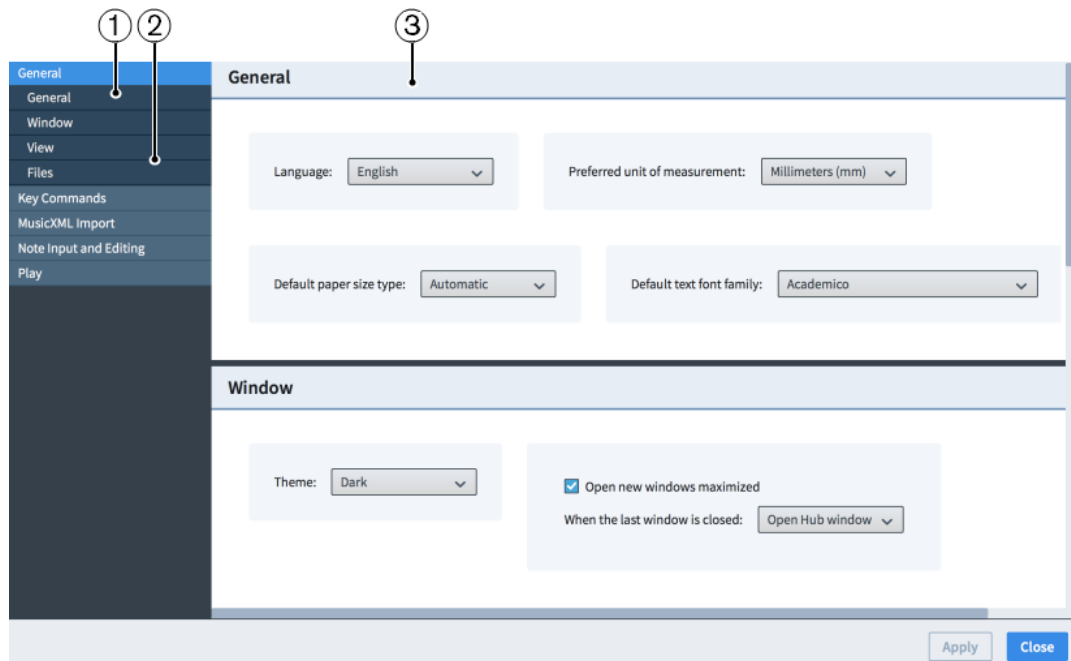 1 2 3
General
General
Window
View
Files
Key Commands
MusicXML Import
Note Input and Editing
Play
General
Language: English Preferred unit of measurement: Millimeters (mm)
Default paper size type: Automatic Default text font family: Academico
Window
Theme: Dark
Open new windows maximized
When the last window is closed: Open Hub window
Apply Close